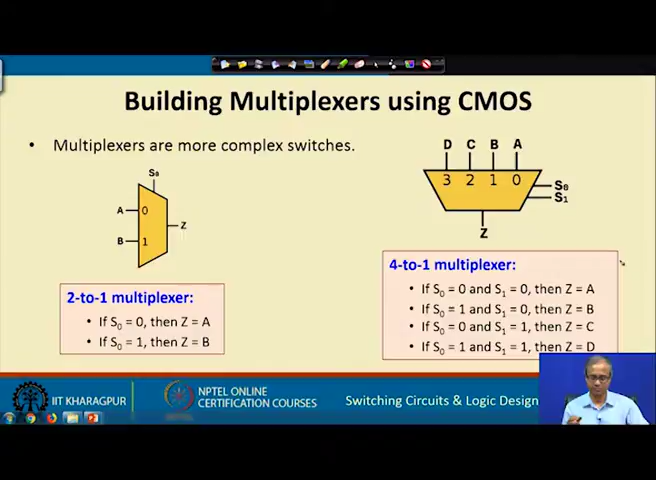 Building Multiplexers using CMOS
• Multiplexers are more complex switches.
S₀
A 0
Z
B 1
D C B A
3 2 1 0
S₀
S₁
Z
2-to-1 multiplexer:
• If S₀ = 0, then Z = A
• If S₀ = 1, then Z = B
4-to-1 multiplexer:
• If S₀ = 0 and S₁ = 0, then Z = A
• If S₀ = 1 and S₁ = 0, then Z = B
• If S₀ = 0 and S₁ = 1, then Z = C
• If S₀ = 1 and S₁ = 1, then Z = D
IIT KHARAGPUR
NPTEL ONLINE
CERTIFICATION COURSES
Switching Circuits & Logic Design